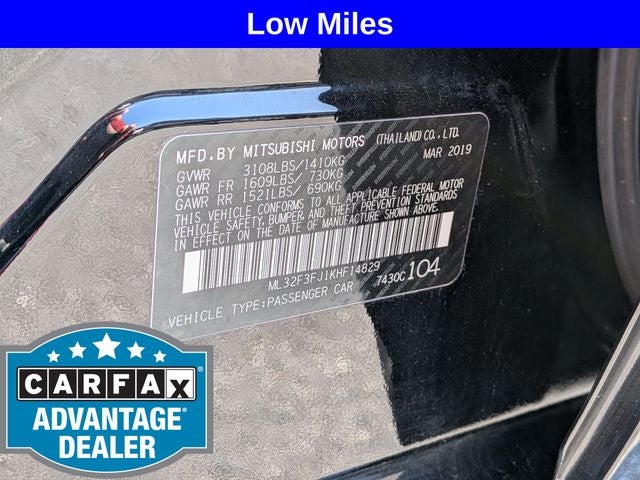 Low Miles
MFD.BY MITSUBISHI MOTORS (THAILAND) CO., LTD.
MAR 2019
GVWR 3108LBS/1410KG
GAWR FR 1609LBS/ 730KG
GAWR RR 1521LBS/ 690KG
THIS VEHICLE CONFORMS TO ALL APPLICABLE FEDERAL MOTOR
VEHICLE SAFETY, BUMPER, AND THEFT PREVENTION STANDARDS
IN EFFECT ON THE DATE OF MANUFACTURE SHOWN ABOVE.
ML32F3FJ1KHF14829
7430C 104
VEHICLE TYPE:PASSENGER CAR
CARFAX
ADVANTAGE
DEALER